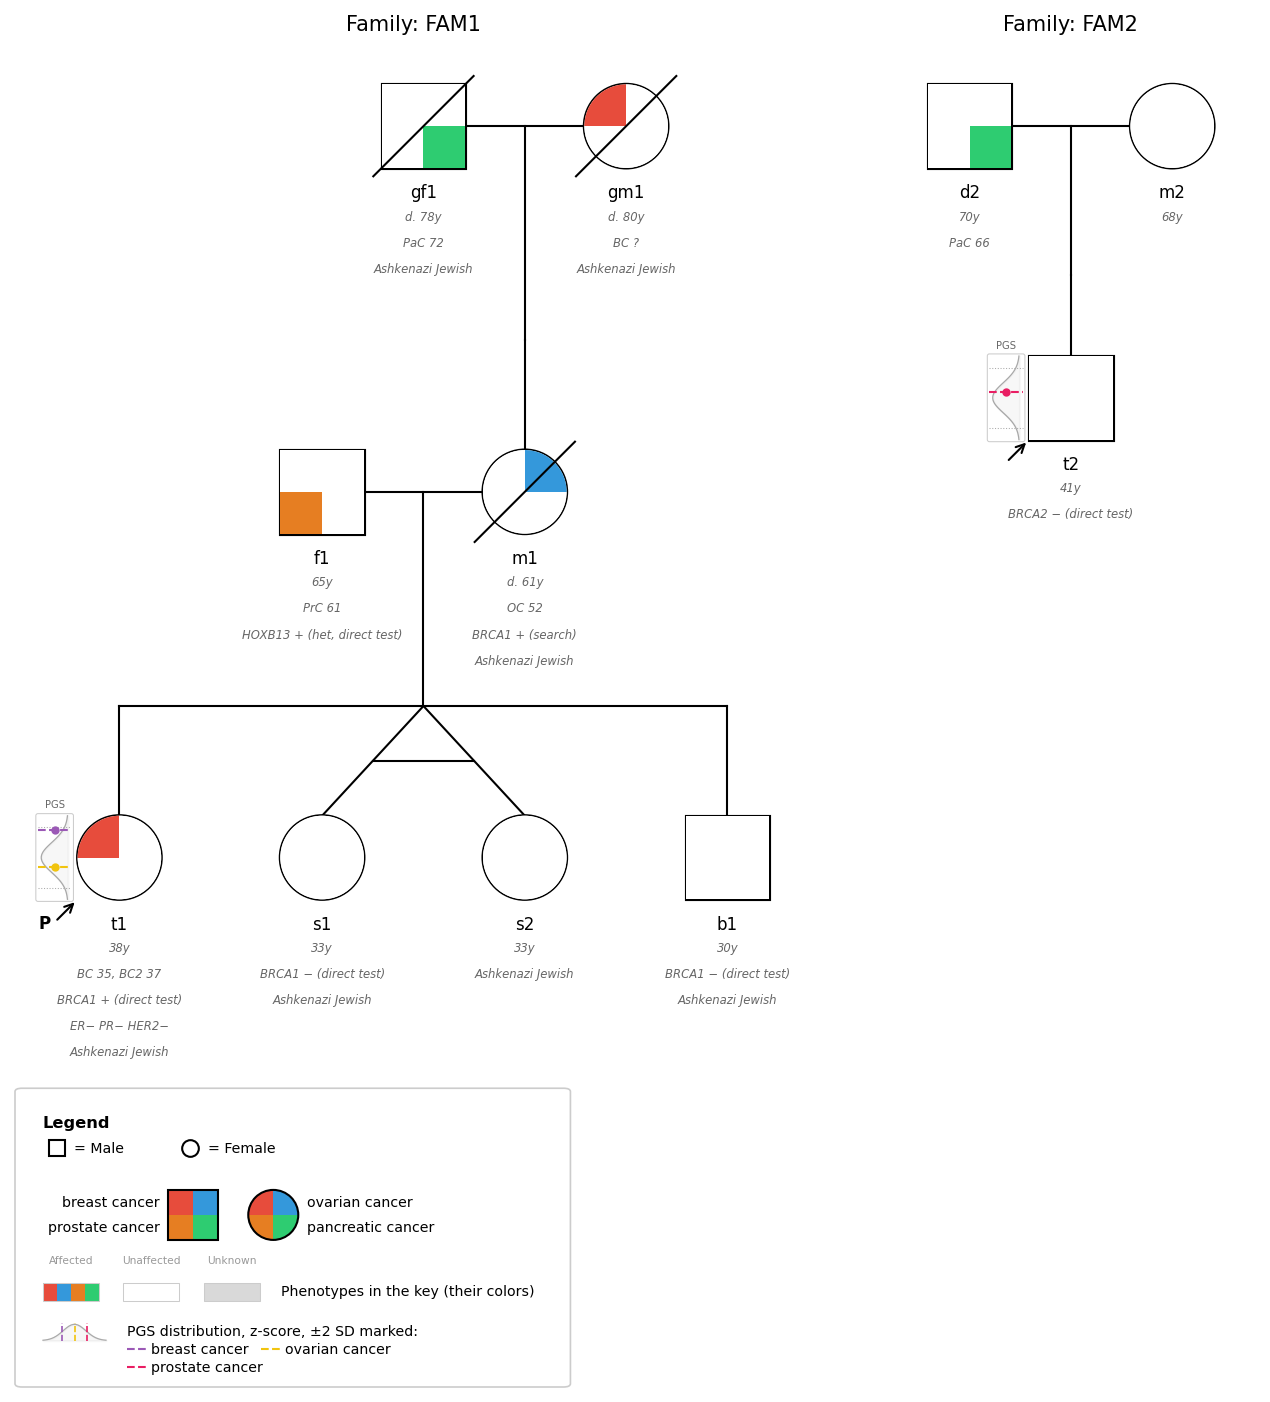 Family: FAM1
Family: FAM2
gf1
d. 78y
PaC 72
Ashkenazi Jewish
gm1
d. 80y
BC ?
Ashkenazi Jewish
d2
70y
PaC 66
m2
68y
PGS
t2
41y
BRCA2 − (direct test)
f1
65y
PrC 61
HOXB13 + (het, direct test)
m1
d. 61y
OC 52
BRCA1 + (search)
Ashkenazi Jewish
PGS
P
t1
38y
BC 35, BC2 37
BRCA1 + (direct test)
ER− PR− HER2−
Ashkenazi Jewish
s1
33y
BRCA1 − (direct test)
Ashkenazi Jewish
s2
33y
Ashkenazi Jewish
b1
30y
BRCA1 − (direct test)
Ashkenazi Jewish
Legend
= Male
= Female
breast cancer
ovarian cancer
prostate cancer
pancreatic cancer
Affected
Unaffected
Unknown
Phenotypes in the key (their colors)
PGS distribution, z-score, ±2 SD marked:
breast cancer
ovarian cancer
prostate cancer